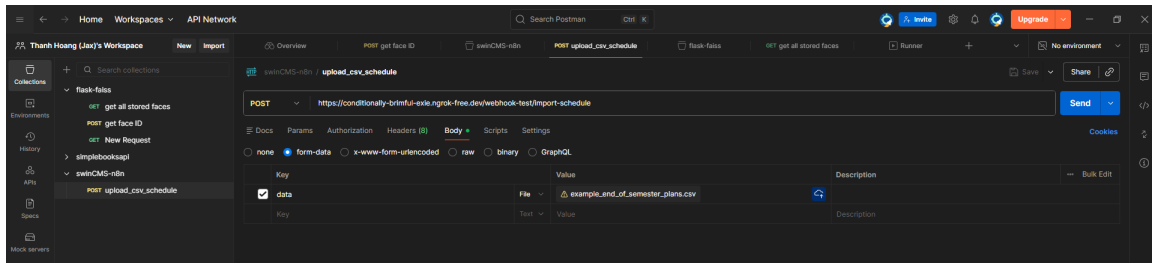 Home Workspaces API Network Search Postman Ctrl K Invite Upgrade
Thanh Hoang (Jax)'s Workspace New Import Overview POST get face ID swinCMS-n8n POST upload_csv_schedule flask-faiss GET get all stored faces Runner No environment
Collections
Environments
History
APIs
Specs
Mock servers
Search collections
flask-faiss
GET get all stored faces
POST get face ID
GET New Request
simplebooksapi
swinCMS-n8n
POST upload_csv_schedule
swinCMS-n8n / upload_csv_schedule Save Share
POST https://conditionally-brimful-exie.ngrok-free.dev/webhook-test/import-schedule Send
Docs Params Authorization Headers (8) Body Scripts Settings Cookies
none form-data x-www-form-urlencoded raw binary GraphQL
Key Value Description Bulk Edit
data File example_end_of_semester_plans.csv
Key Text Value Description